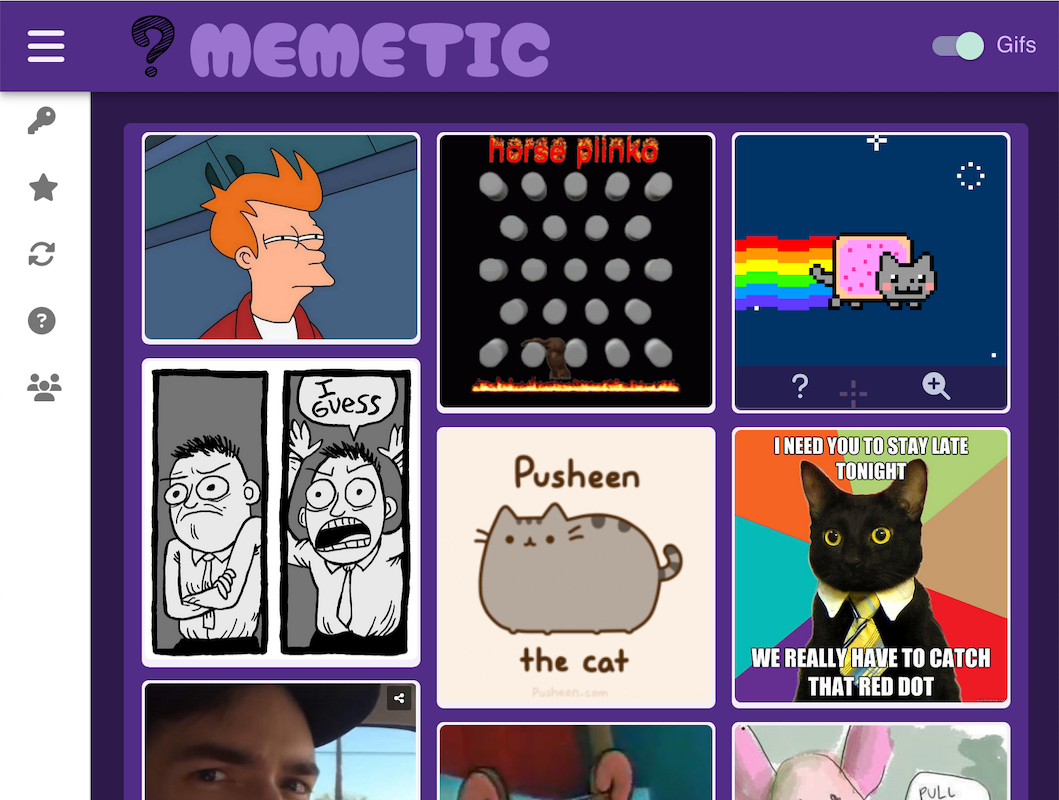 ? MEMETIC
Gifs
horse plinko
I
GUESS
Pusheen
the cat
Pusheen.com
I NEED YOU TO STAY LATE
TONIGHT
WE REALLY HAVE TO CATCH
THAT RED DOT
PULL